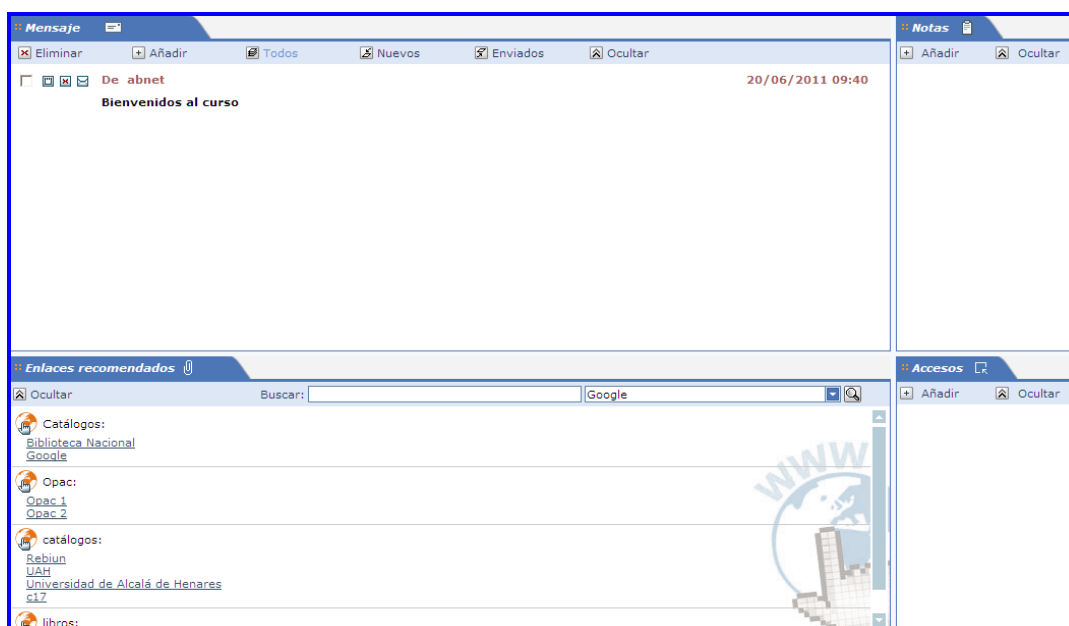 Mensaje
Eliminar Añadir Todos Nuevos Enviados Ocultar
De abnet 20/06/2011 09:40
Bienvenidos al curso
Notas
Añadir Ocultar
Enlaces recomendados
Ocultar Buscar: Google
Catálogos:
Biblioteca Nacional
Google
Opac:
Opac 1
Opac 2
catálogos:
Rebiun
UAH
Universidad de Alcalá de Henares
c17
libros:
WWW
Accesos
Añadir Ocultar